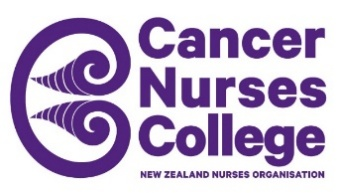 Cancer
Nurses
College
NEW ZEALAND NURSES ORGANISATION